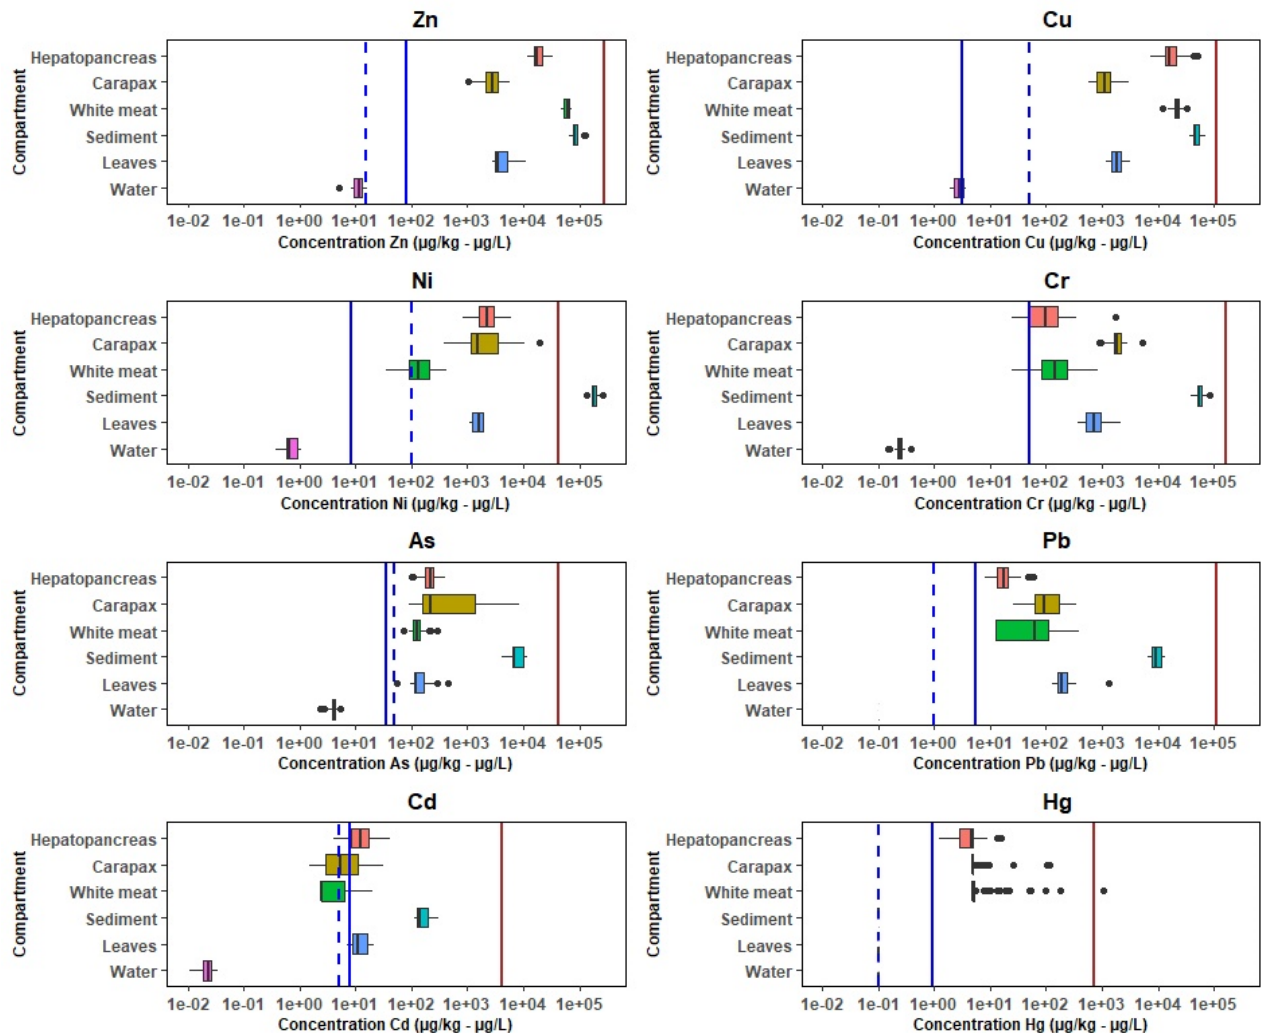 Zn
Compartment
Hepatopancreas
Carapax
White meat
Sediment
Leaves
Water
1e-02 1e-01 1e+00 1e+01 1e+02 1e+03 1e+04 1e+05
Concentration Zn (µg/kg - µg/L)
Cu
Compartment
Hepatopancreas
Carapax
White meat
Sediment
Leaves
Water
1e-02 1e-01 1e+00 1e+01 1e+02 1e+03 1e+04 1e+05
Concentration Cu (µg/kg - µg/L)
Ni
Compartment
Hepatopancreas
Carapax
White meat
Sediment
Leaves
Water
1e-02 1e-01 1e+00 1e+01 1e+02 1e+03 1e+04 1e+05
Concentration Ni (µg/kg - µg/L)
Cr
Compartment
Hepatopancreas
Carapax
White meat
Sediment
Leaves
Water
1e-02 1e-01 1e+00 1e+01 1e+02 1e+03 1e+04 1e+05
Concentration Cr (µg/kg - µg/L)
As
Compartment
Hepatopancreas
Carapax
White meat
Sediment
Leaves
Water
1e-02 1e-01 1e+00 1e+01 1e+02 1e+03 1e+04 1e+05
Concentration As (µg/kg - µg/L)
Pb
Compartment
Hepatopancreas
Carapax
White meat
Sediment
Leaves
Water
1e-02 1e-01 1e+00 1e+01 1e+02 1e+03 1e+04 1e+05
Concentration Pb (µg/kg - µg/L)
Cd
Compartment
Hepatopancreas
Carapax
White meat
Sediment
Leaves
Water
1e-02 1e-01 1e+00 1e+01 1e+02 1e+03 1e+04 1e+05
Concentration Cd (µg/kg - µg/L)
Hg
Compartment
Hepatopancreas
Carapax
White meat
Sediment
Leaves
Water
1e-02 1e-01 1e+00 1e+01 1e+02 1e+03 1e+04 1e+05
Concentration Hg (µg/kg - µg/L)